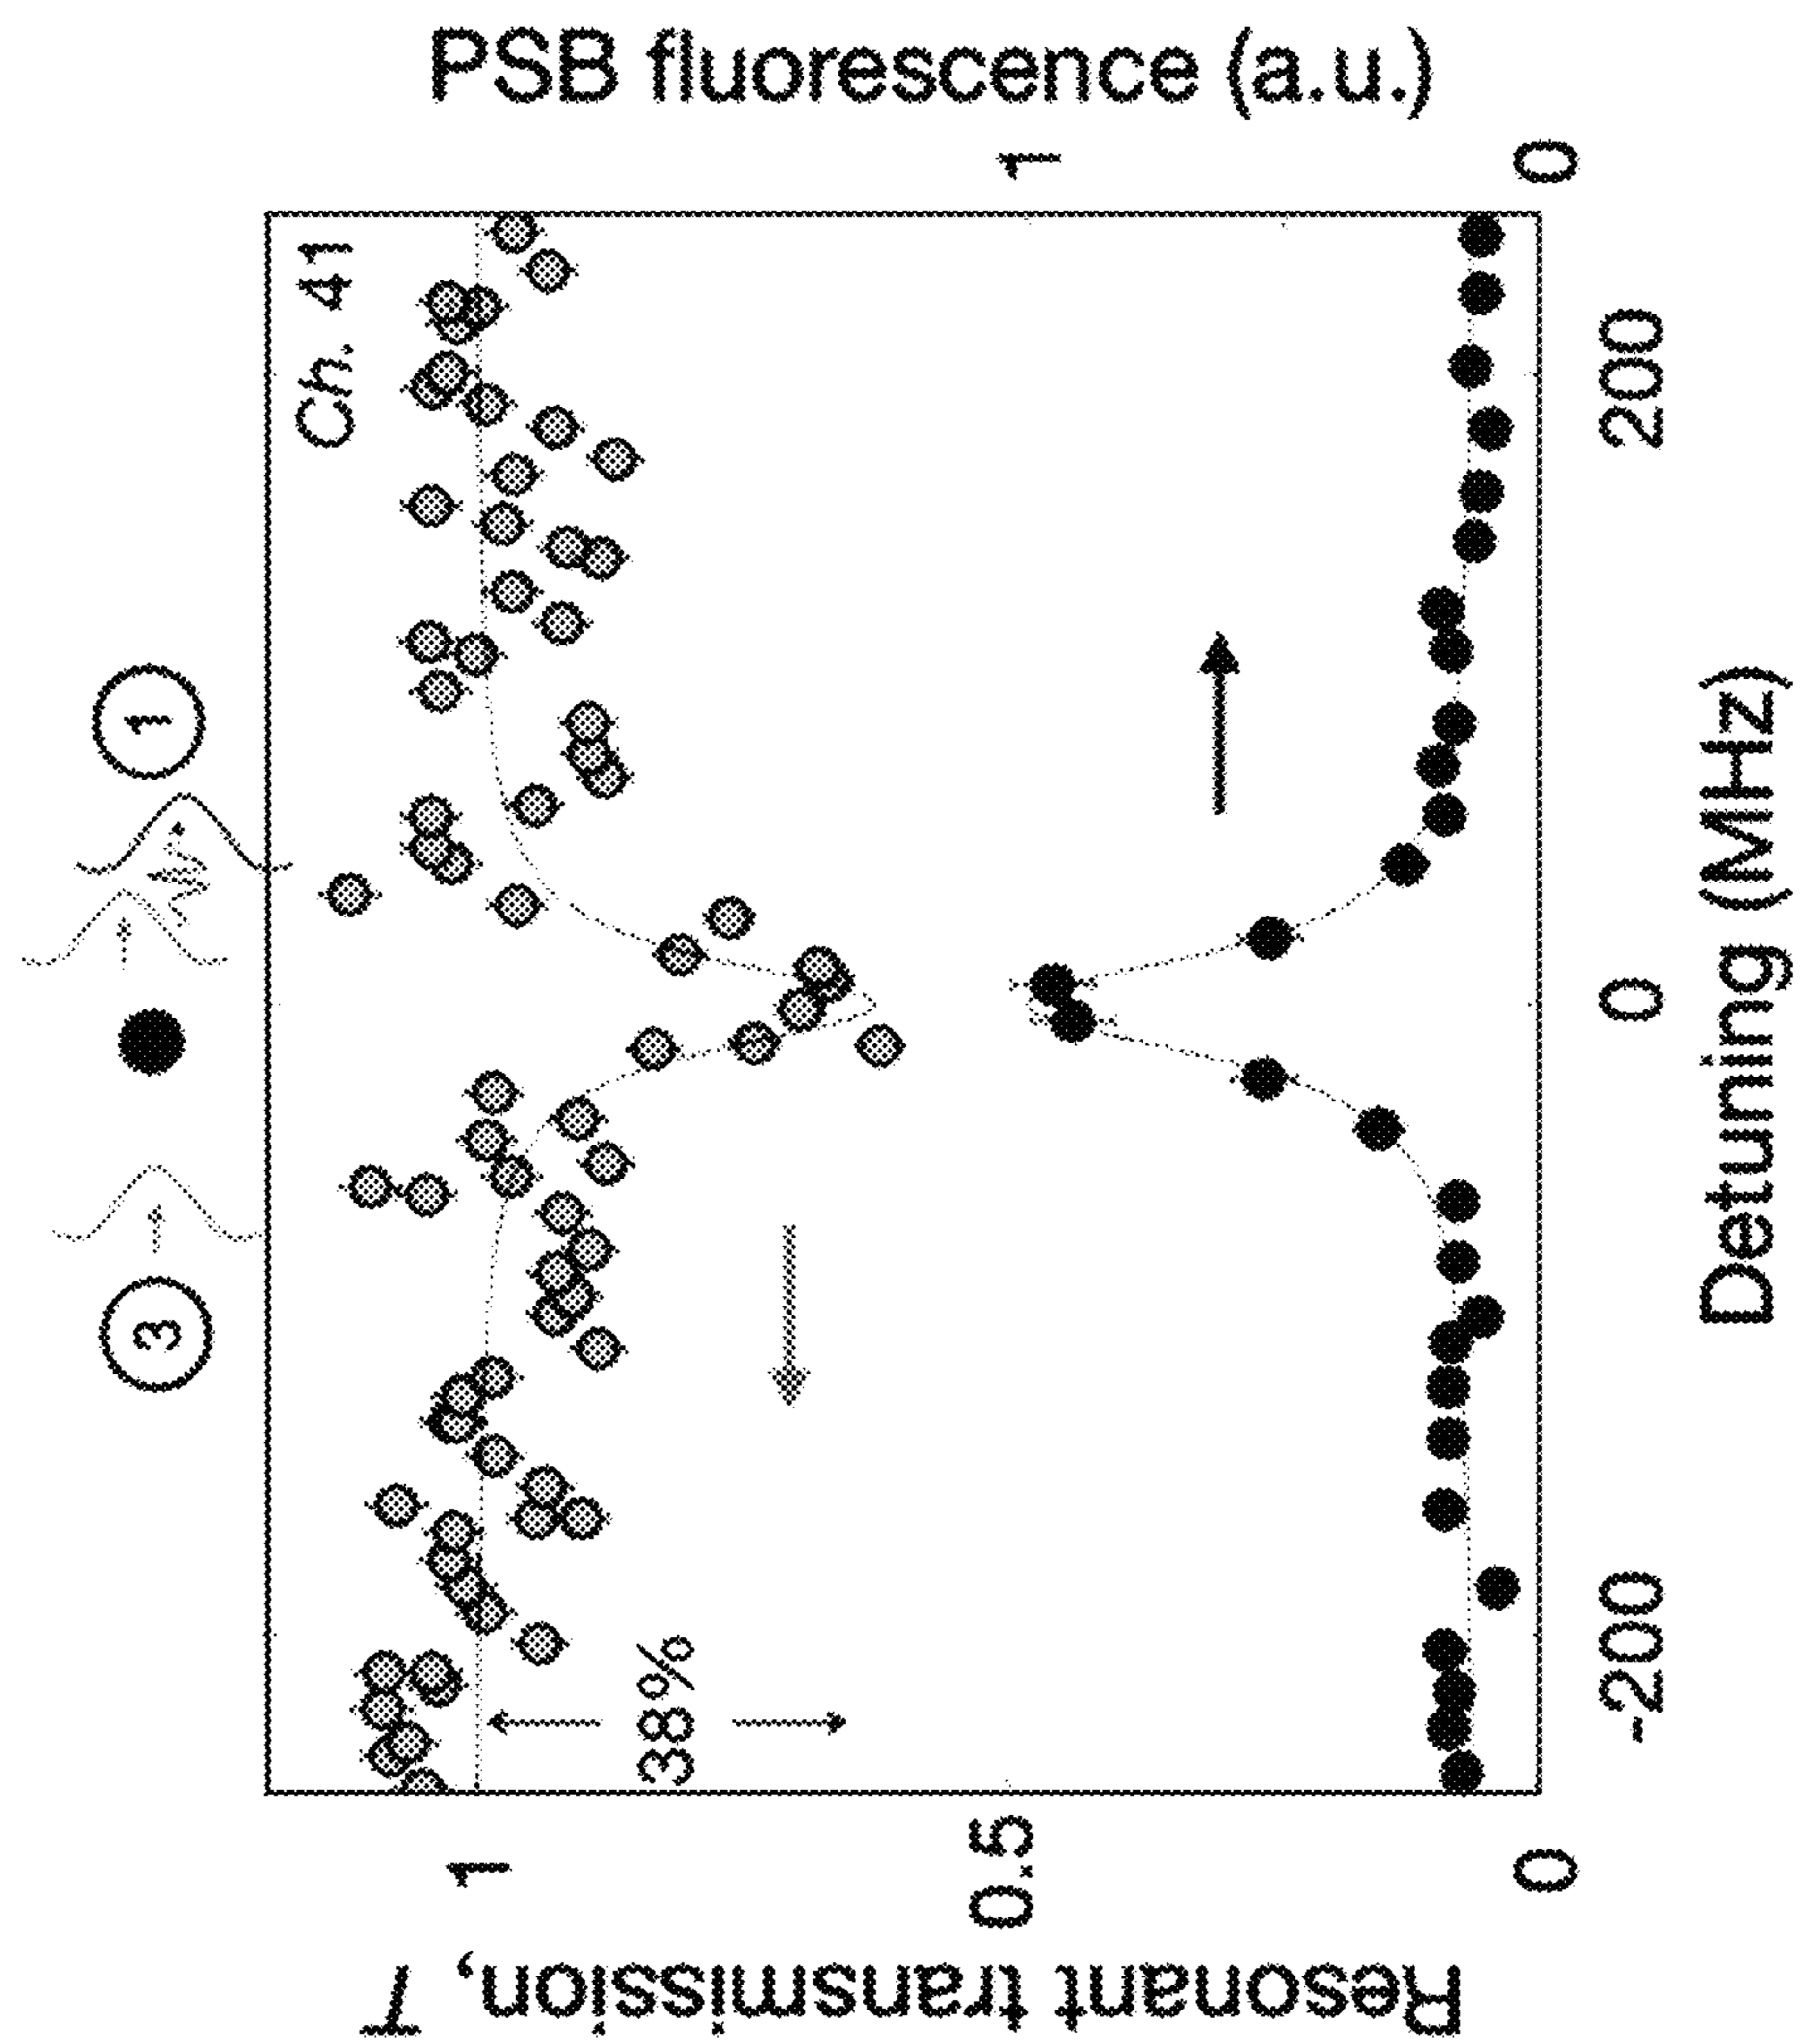 ③ ①
Ch. 41
38%
1
0.5
0
Resonant transmission, T
1
0
PSB fluorescence (a.u.)
-200 0 200
Detuning (MHz)